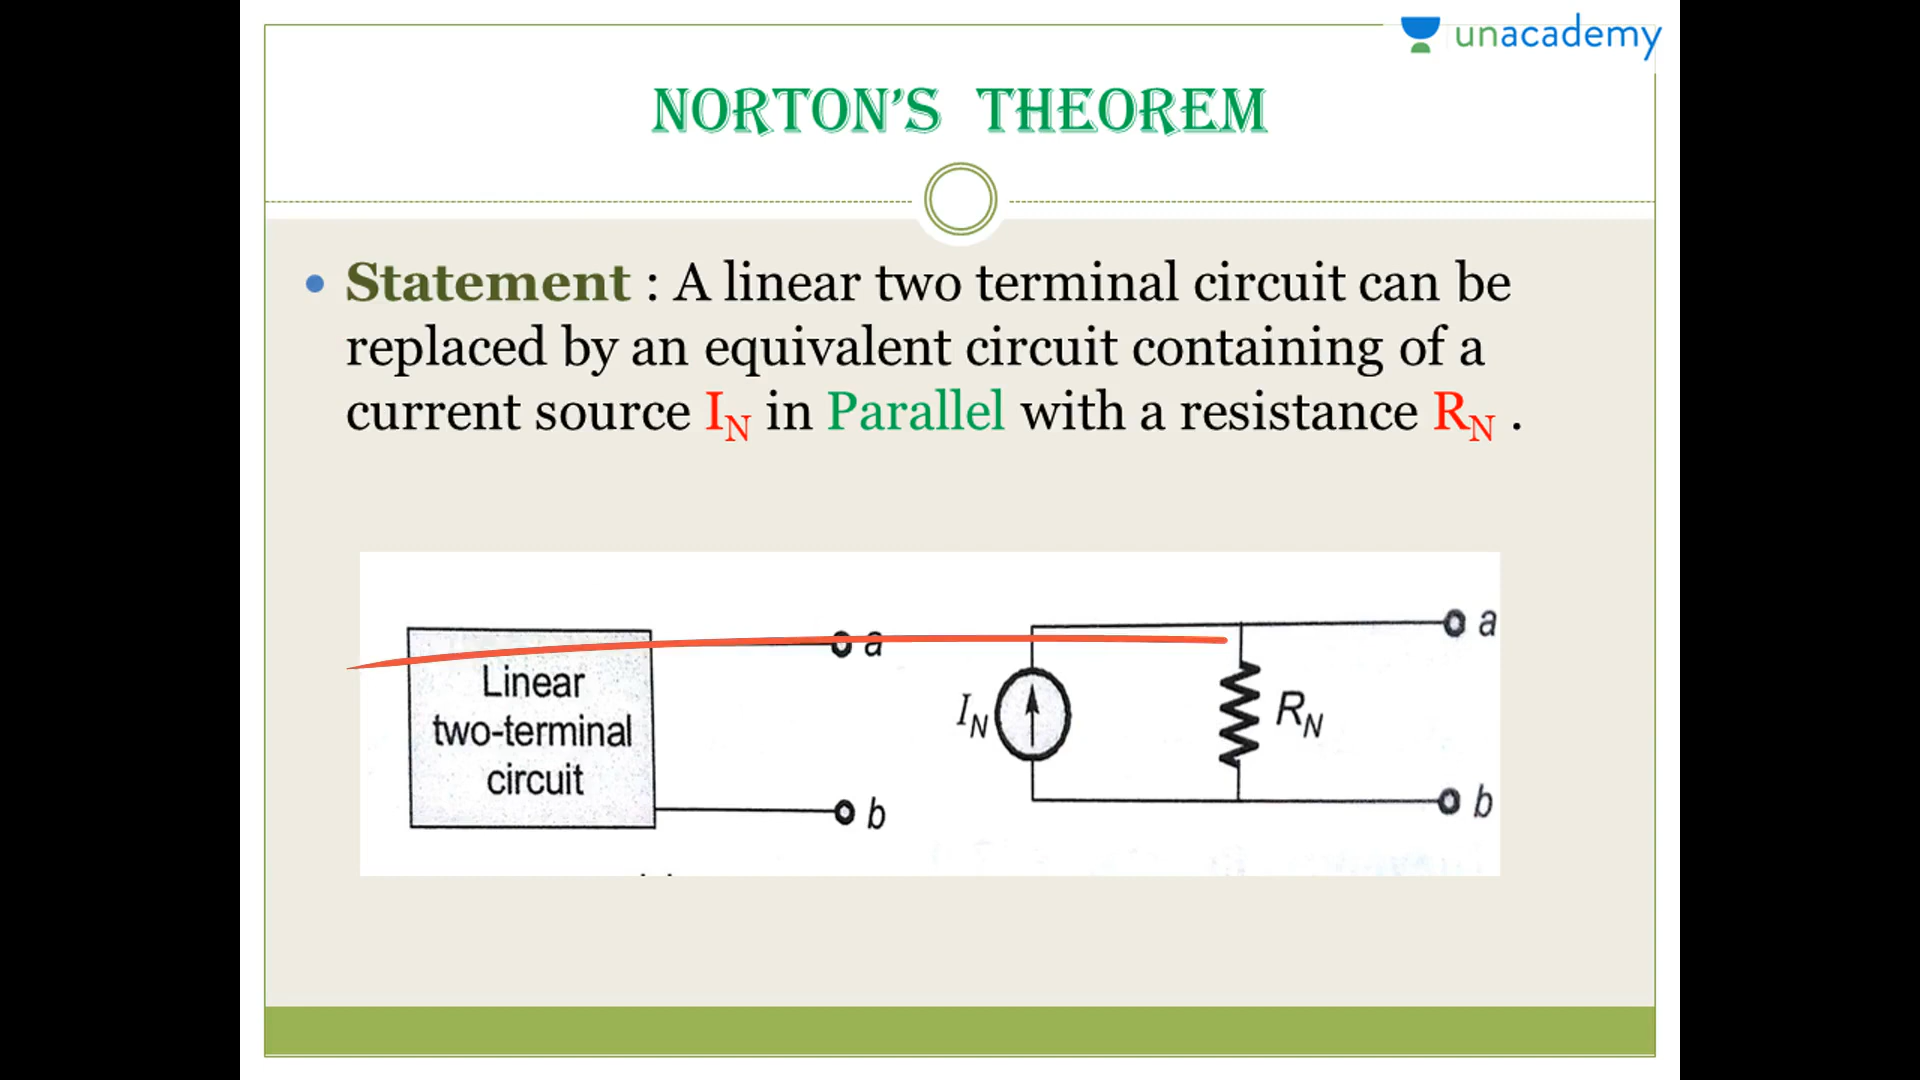 unacademy
NORTON'S THEOREM
• Statement : A linear two terminal circuit can be
replaced by an equivalent circuit containing of a
current source I_N in Parallel with a resistance R_N .
a
a
Linear
two-terminal
circuit
I_N
R_N
b
b